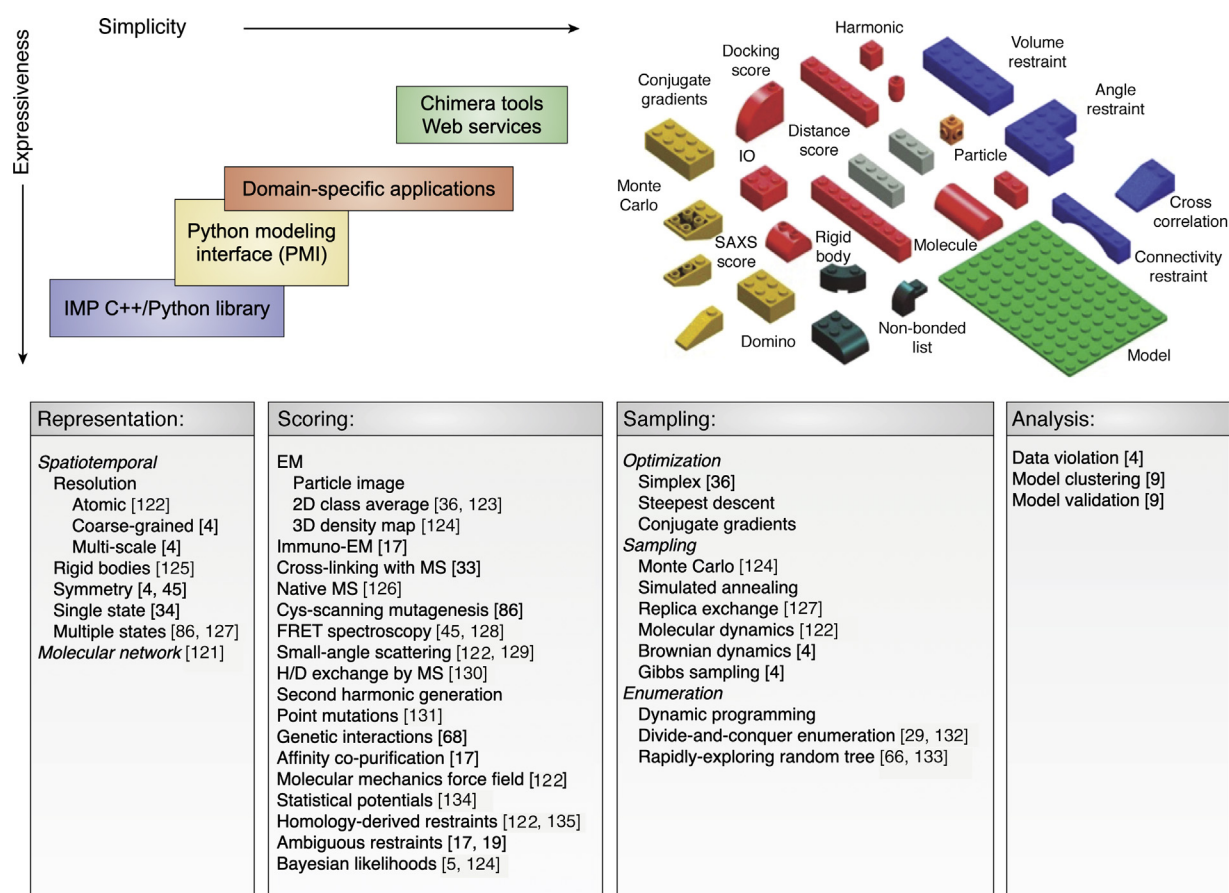 Simplicity
Expressiveness
Chimera tools
Web services
Domain-specific applications
Python modeling
interface (PMI)
IMP C++/Python library
Harmonic
Docking
score
Volume
restraint
Conjugate
gradients
Angle
restraint
IO
Distance
score
Particle
Monte
Carlo
Cross
correlation
SAXS
score
Rigid
body
Molecule
Connectivity
restraint
Domino
Non-bonded
list
Model
Representation:
Spatiotemporal
Resolution
Atomic [122]
Coarse-grained [4]
Multi-scale [4]
Rigid bodies [125]
Symmetry [4, 45]
Single state [34]
Multiple states [86, 127]
Molecular network [121]
Scoring:
EM
Particle image
2D class average [36, 123]
3D density map [124]
Immuno-EM [17]
Cross-linking with MS [33]
Native MS [126]
Cys-scanning mutagenesis [86]
FRET spectroscopy [45, 128]
Small-angle scattering [122, 129]
H/D exchange by MS [130]
Second harmonic generation
Point mutations [131]
Genetic interactions [68]
Affinity co-purification [17]
Molecular mechanics force field [122]
Statistical potentials [134]
Homology-derived restraints [122, 135]
Ambiguous restraints [17, 19]
Bayesian likelihoods [5, 124]
Sampling:
Optimization
Simplex [36]
Steepest descent
Conjugate gradients
Sampling
Monte Carlo [124]
Simulated annealing
Replica exchange [127]
Molecular dynamics [122]
Brownian dynamics [4]
Gibbs sampling [4]
Enumeration
Dynamic programming
Divide-and-conquer enumeration [29, 132]
Rapidly-exploring random tree [66, 133]
Analysis:
Data violation [4]
Model clustering [9]
Model validation [9]